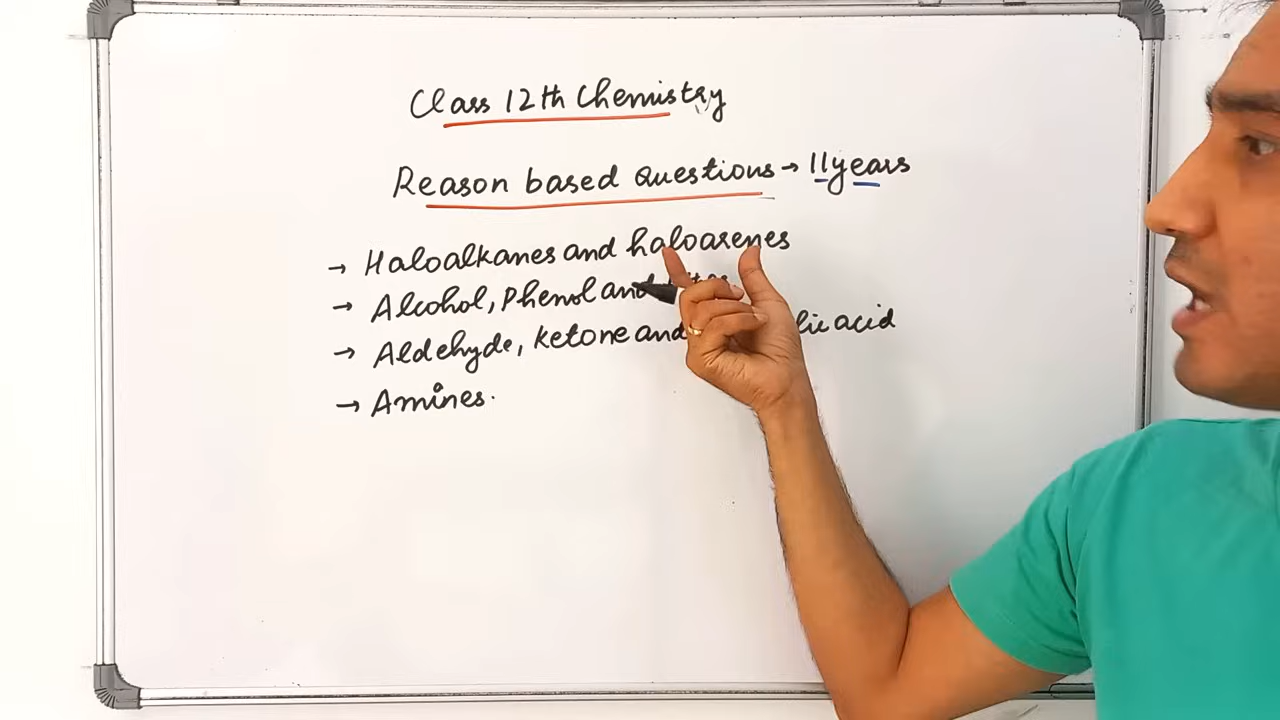 Class 12th Chemistry
Reason based questions → 11 years
→ Haloalkanes and haloarenes
→ Alcohol, Phenol and
→ Aldehyde, ketone and lic acid
→ Amines.